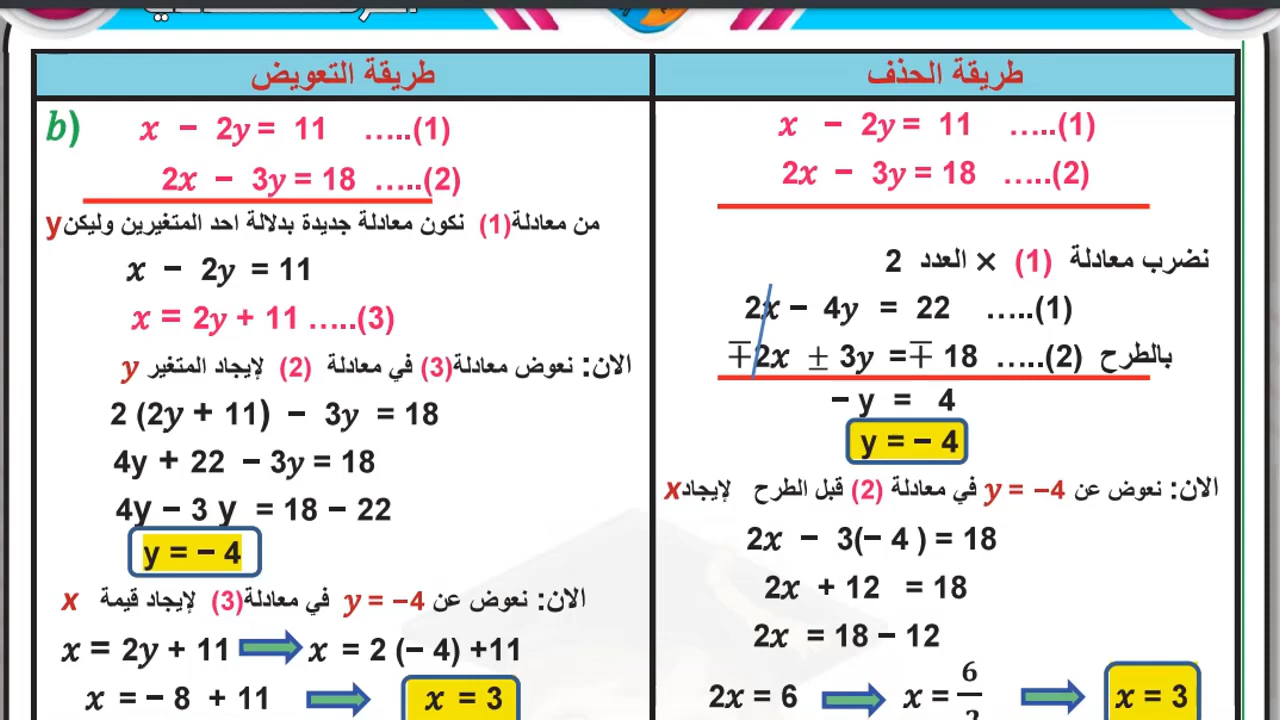 طريقة الحذف
x − 2y = 11 …..(1)
2x − 3y = 18 …..(2)
نضرب معادلة (1) × العدد 2
2x − 4y = 22 …..(1)
∓2x ± 3y =∓ 18 …..(2) بالطرح
− y = 4
y = − 4
الان: نعوض عن y = −4 في معادلة (2) قبل الطرح لإيجاد x
2x − 3(− 4 ) = 18
2x + 12 = 18
2x = 18 − 12
2x = 6 x = 6/2 x = 3
طريقة التعويض
b) x − 2y = 11 …..(1)
2x − 3y = 18 …..(2)
من معادلة (1) نكون معادلة جديدة بدلالة احد المتغيرين وليكن y
x − 2y = 11
x = 2y + 11 …..(3)
الان: نعوض معادلة (3) في معادلة (2) لإيجاد المتغير y
2 (2y + 11) − 3y = 18
4y + 22 − 3y = 18
4y − 3 y = 18 − 22
y = − 4
الان: نعوض عن y = −4 في معادلة (3) لإيجاد قيمة x
x = 2y + 11 x = 2 (− 4) +11
x = − 8 + 11 x = 3